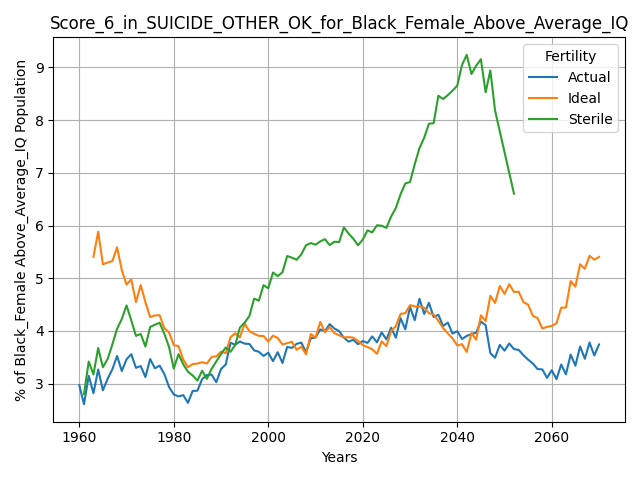 Score_6_in_SUICIDE_OTHER_OK_for_Black_Female_Above_Average_IQ
% of Black_Female Above_Average_IQ Population
9
8
7
6
5
4
3
Fertility
Actual
Ideal
Sterile
1960 1980 2000 2020 2040 2060
Years